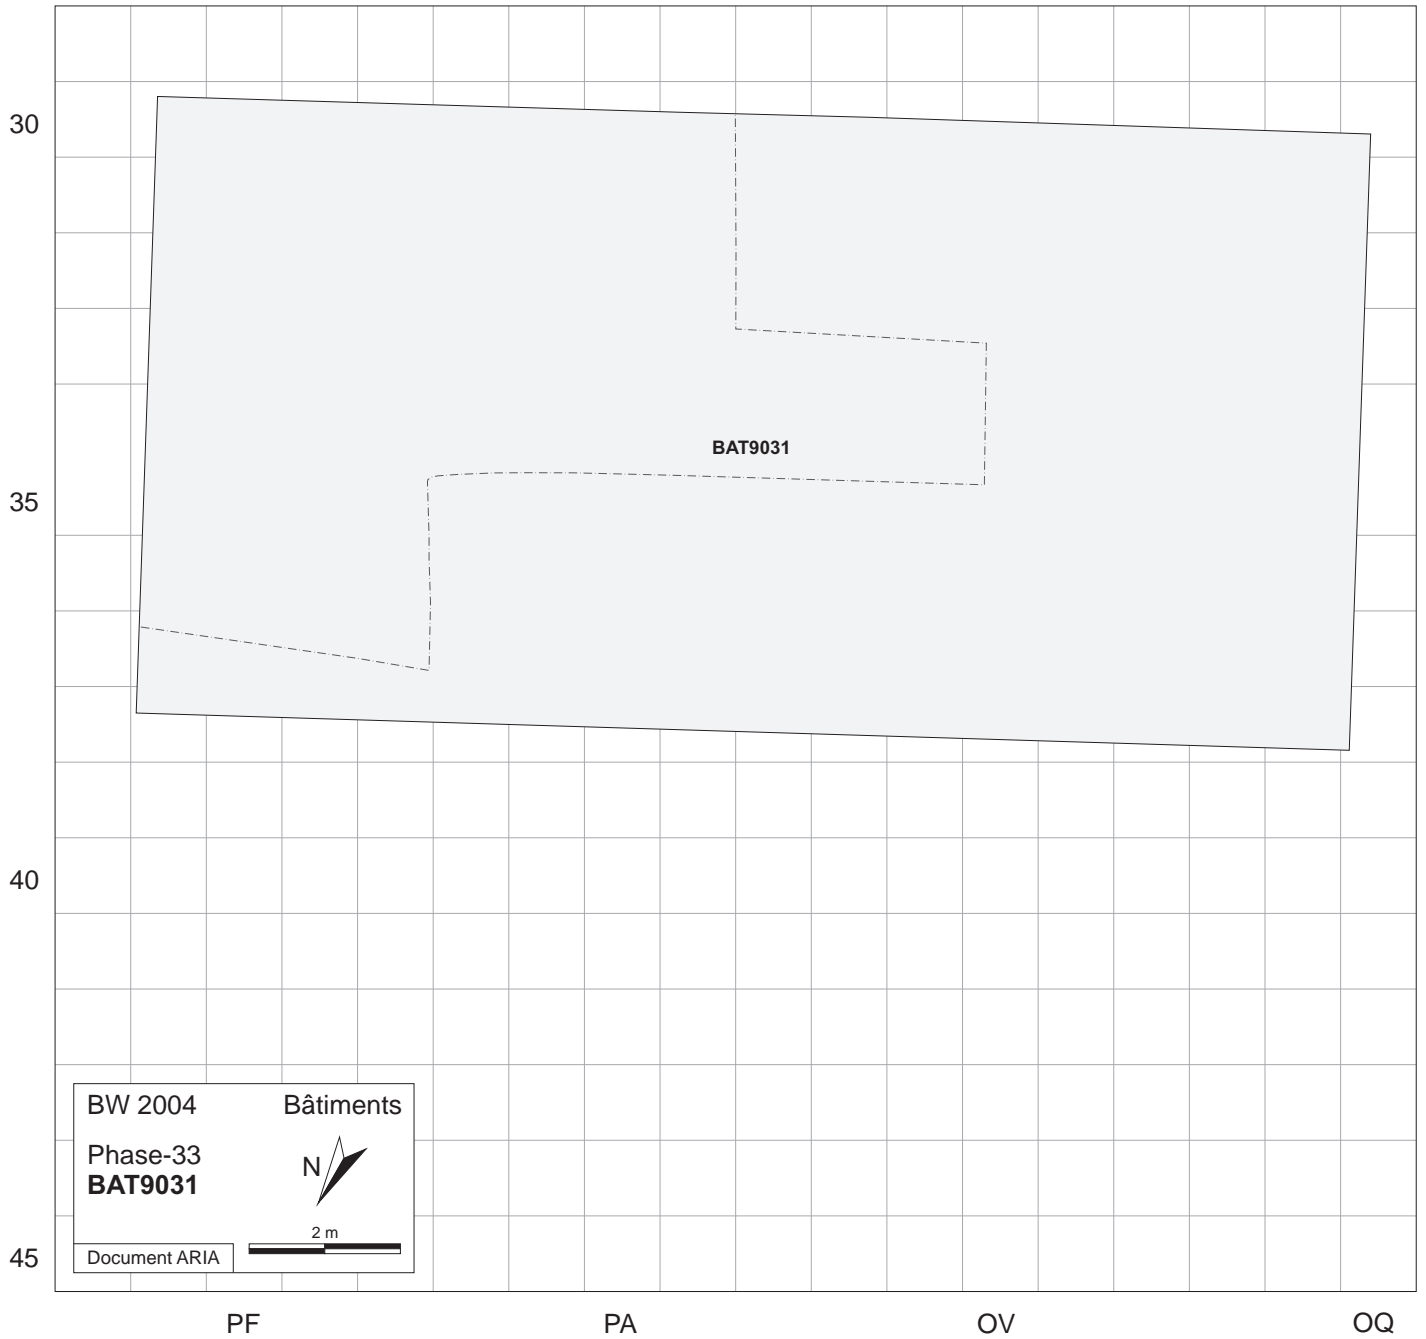 30
BAT9031
35
40
BW 2004 Bâtiments
Phase-33
N
BAT9031
2 m
Document ARIA
45
PF PA OV OQ